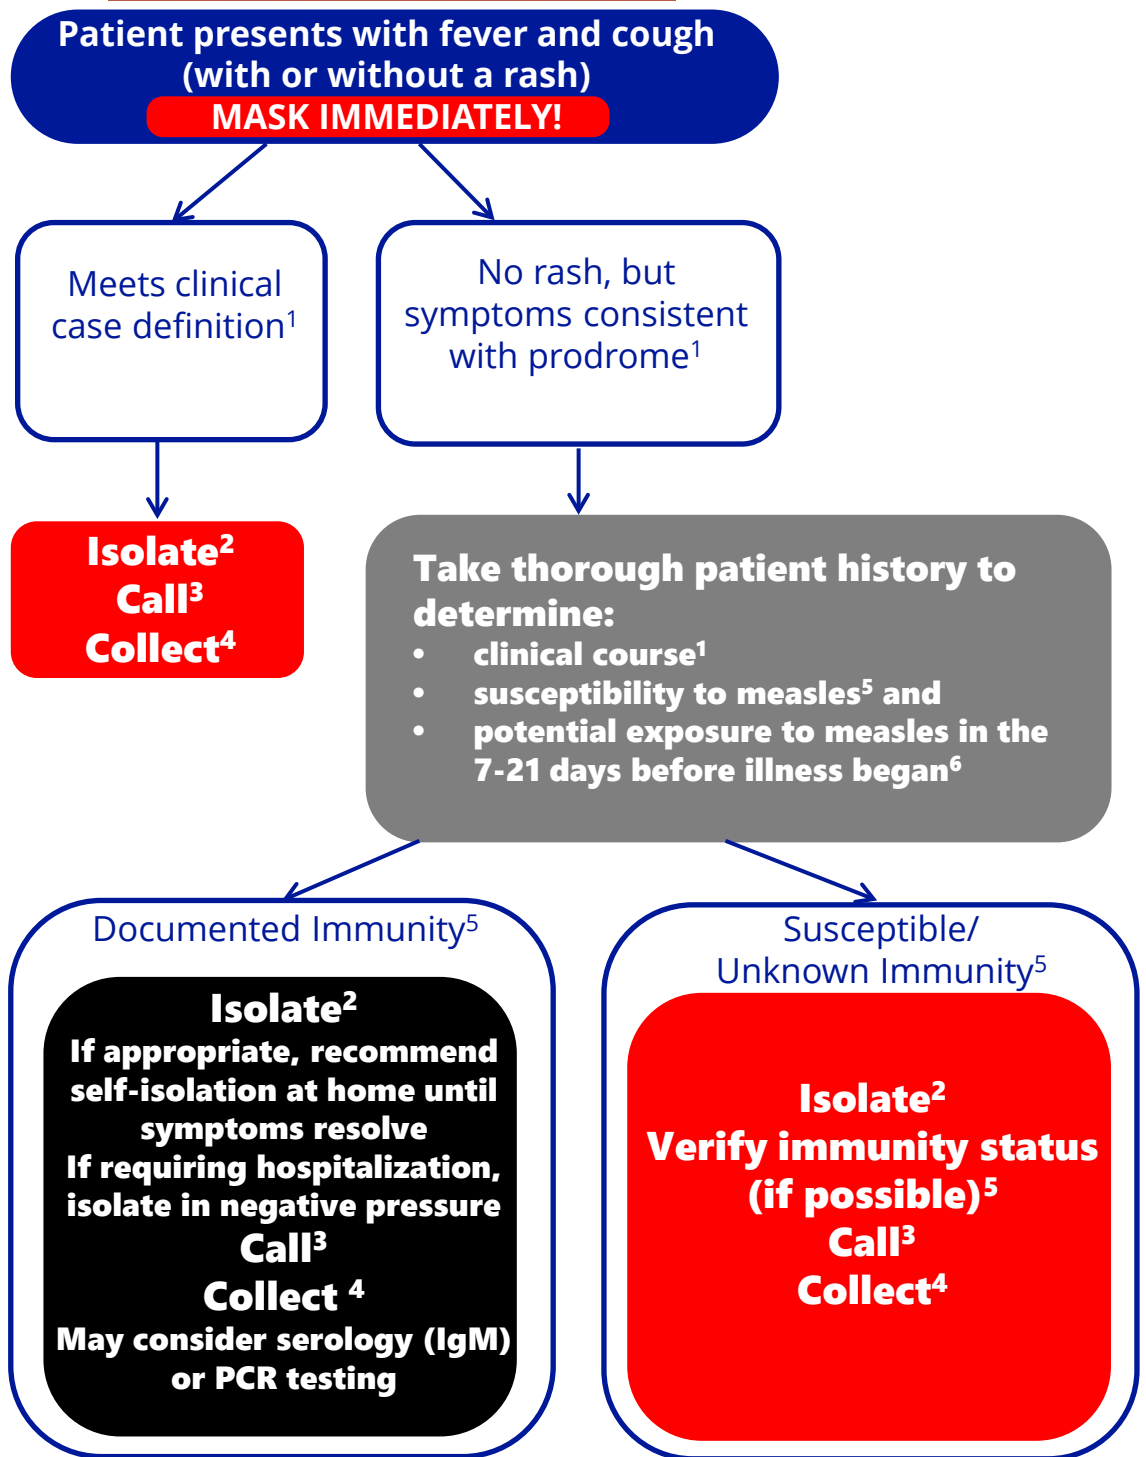 Patient presents with fever and cough
(with or without a rash)
MASK IMMEDIATELY!
Meets clinical
case definition¹
No rash, but
symptoms consistent
with prodrome¹
Isolate²
Call³
Collect⁴
Take thorough patient history to
determine:
• clinical course¹
• susceptibility to measles⁵ and
• potential exposure to measles in the
7-21 days before illness began⁶
Documented Immunity⁵
Isolate²
If appropriate, recommend
self-isolation at home until
symptoms resolve
If requiring hospitalization,
isolate in negative pressure
Call³
Collect ⁴
May consider serology (IgM)
or PCR testing
Susceptible/
Unknown Immunity⁵
Isolate²
Verify immunity status
(if possible)⁵
Call³
Collect⁴